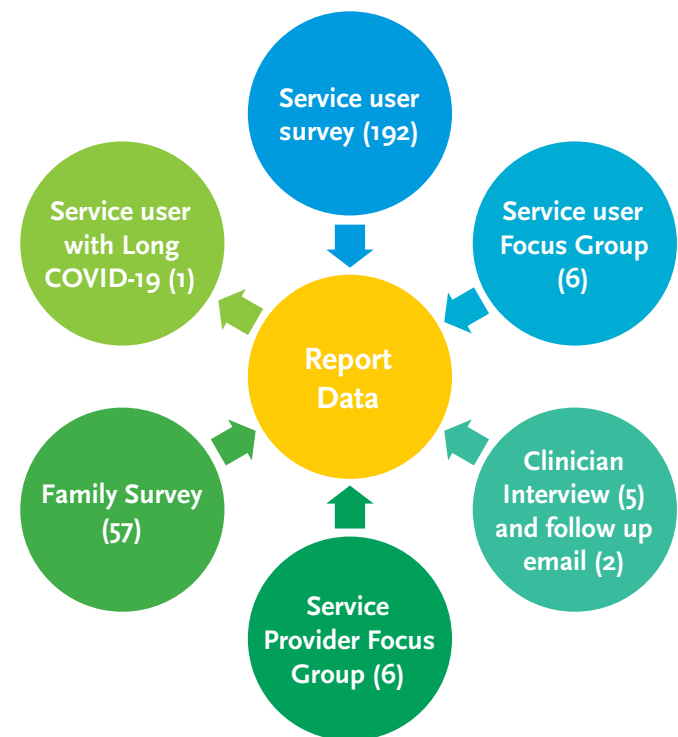 Service user
survey (192)
Service user
with Long
COVID-19 (1)
Service user
Focus Group
(6)
Report
Data
Family Survey
(57)
Clinician
Interview (5)
and follow up
email (2)
Service
Provider Focus
Group (6)